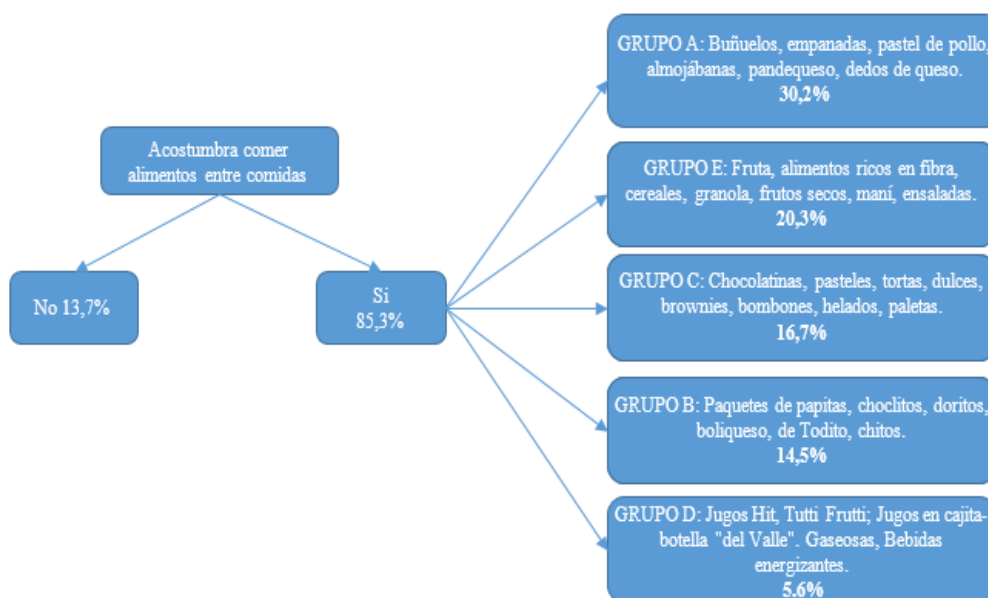 Acostumbra comer
alimentos entre comidas
No 13,7%
Si
85,3%
GRUPO A: Buñuelos, empanadas, pastel de pollo,
almojábanas, pandequeso, dedos de queso.
30,2%
GRUPO E: Fruta, alimentos ricos en fibra,
cereales, granola, frutos secos, maní, ensaladas.
20,3%
GRUPO C: Chocolatinas, pasteles, tortas, dulces,
brownies, bombones, helados, paletas.
16,7%
GRUPO B: Paquetes de papitas, choclitos, doritos,
boliqueso, de Todito, chitos.
14,5%
GRUPO D: Jugos Hit, Tutti Frutti; Jugos en cajita-
botella "del Valle". Gaseosas, Bebidas
energizantes.
5.6%